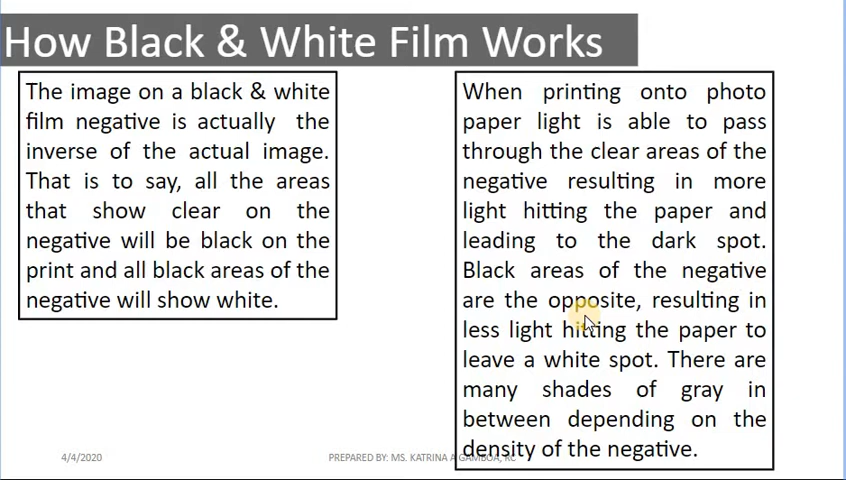 How Black & White Film Works
The image on a black & white
film negative is actually the
inverse of the actual image.
That is to say, all the areas
that show clear on the
negative will be black on the
print and all black areas of the
negative will show white.
When printing onto photo
paper light is able to pass
through the clear areas of the
negative resulting in more
light hitting the paper and
leading to the dark spot.
Black areas of the negative
are the opposite, resulting in
less light hitting the paper to
leave a white spot. There are
many shades of gray in
between depending on the
density of the negative.
4/4/2020
PREPARED BY: MS. KATRINA A GAMBOA, RC